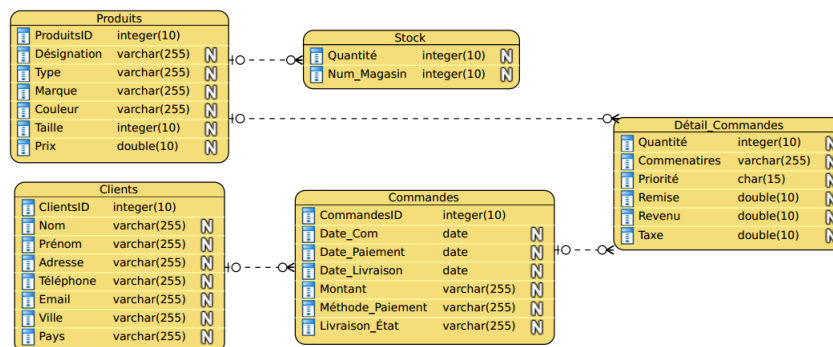 Produits
ProduitsID integer(10)
Désignation varchar(255) N
Type varchar(255) N
Marque varchar(255) N
Couleur varchar(255) N
Taille integer(10) N
Prix double(10) N
Stock
Quantité integer(10) N
Num_Magasin integer(10) N
Détail_Commandes
Quantité integer(10) N
Commenatires varchar(255) N
Priorité char(15) N
Remise double(10) N
Revenu double(10) N
Taxe double(10) N
Clients
ClientsID integer(10)
Nom varchar(255) N
Prénom varchar(255) N
Adresse varchar(255) N
Téléphone varchar(255) N
Email varchar(255) N
Ville varchar(255) N
Pays varchar(255) N
Commandes
CommandesID integer(10)
Date_Com date N
Date_Paiement date N
Date_Livraison date N
Montant varchar(255) N
Méthode_Paiement varchar(255) N
Livraison_État varchar(255) N